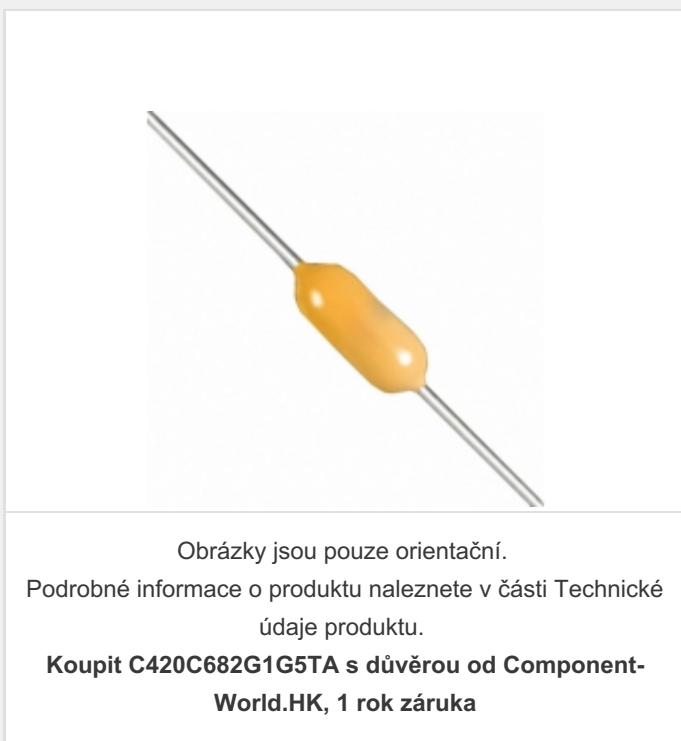 Obrázky jsou pouze orientační.
Podrobné informace o produktu naleznete v části Technické
údaje produktu.
Koupit C420C682G1G5TA s důvěrou od Component-
World.HK, 1 rok záruka